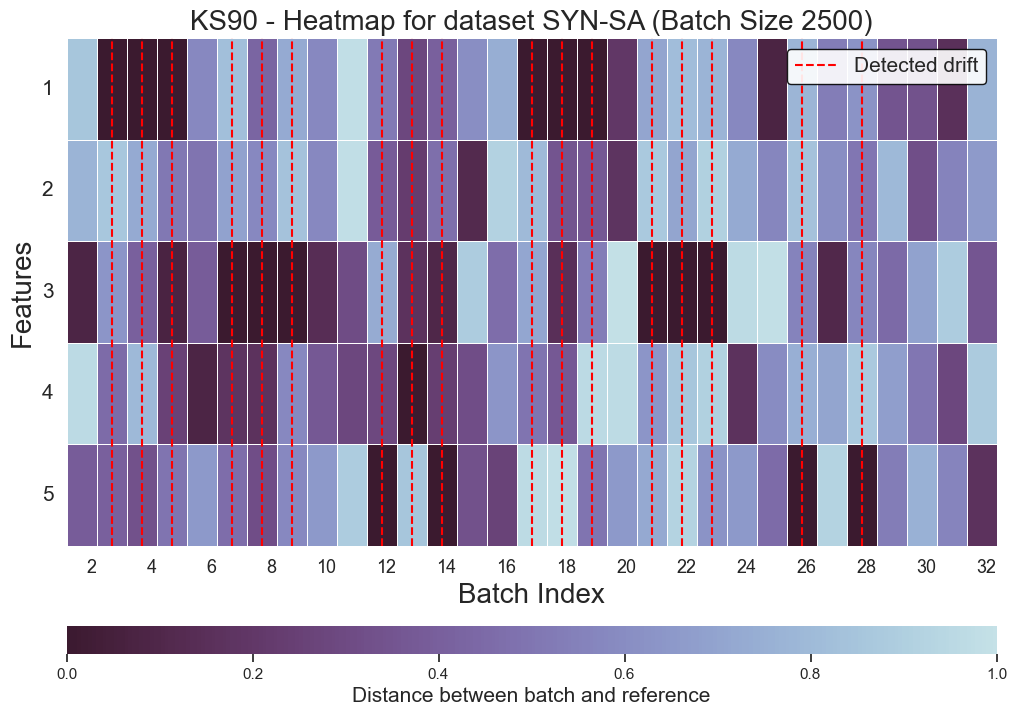 KS90 - Heatmap for dataset SYN-SA (Batch Size 2500)
Detected drift
Features
1
2
3
4
5
2 4 6 8 10 12 14 16 18 20 22 24 26 28 30 32
Batch Index
0.0 0.2 0.4 0.6 0.8 1.0
Distance between batch and reference